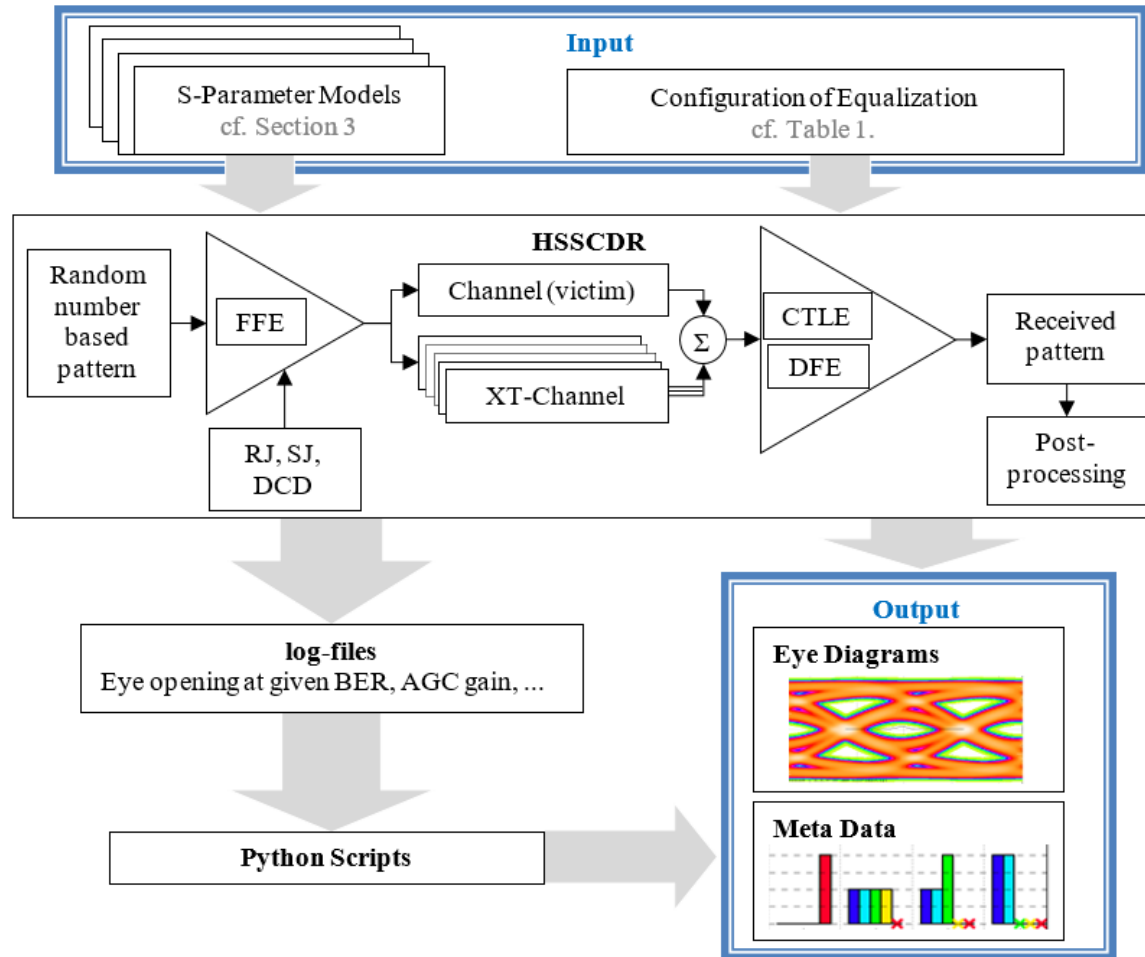 Input
S-Parameter Models
cf. Section 3
Configuration of Equalization
cf. Table 1.
HSSCDR
Random
number
based
pattern
FFE
RJ, SJ,
DCD
Channel (victim)
XT-Channel
Σ
CTLE
DFE
Received
pattern
Post-
processing
log-files
Eye opening at given BER, AGC gain, ...
Python Scripts
Output
Eye Diagrams
Meta Data